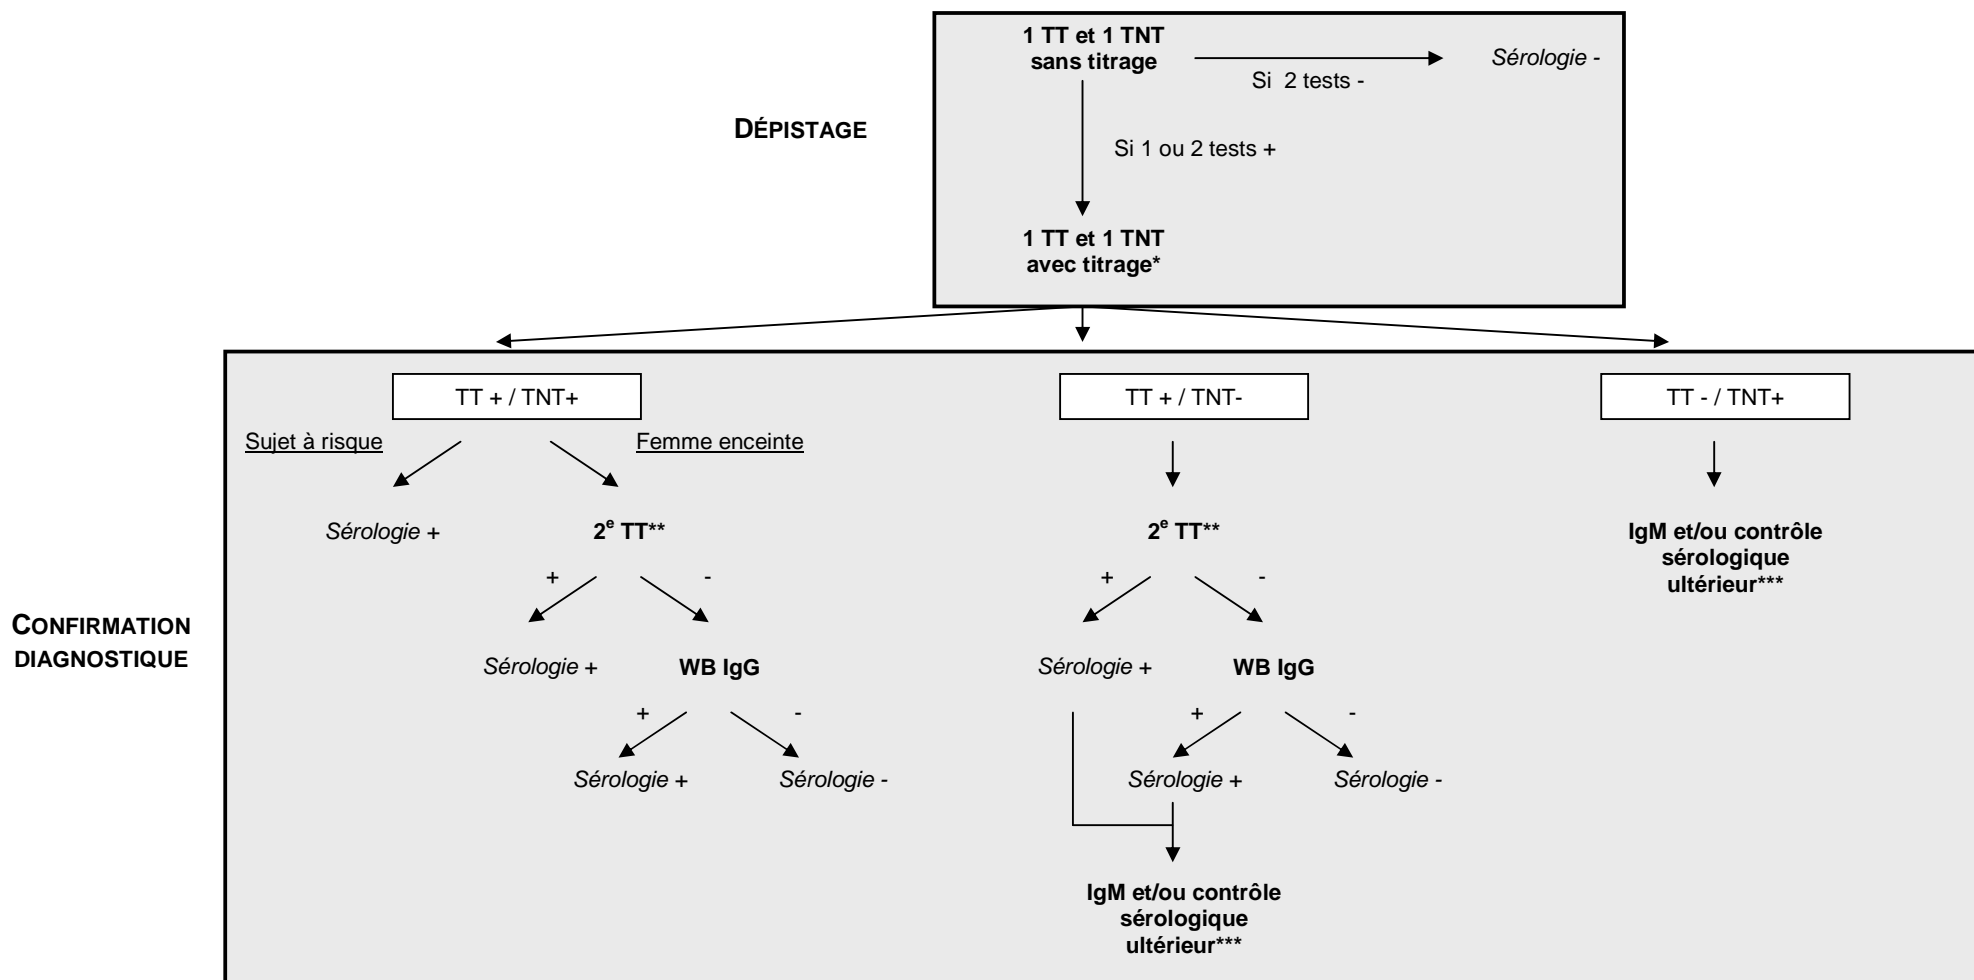 1 TT et 1 TNT
sans titrage
Sérologie -
Si 2 tests -
DÉPISTAGE
Si 1 ou 2 tests +
1 TT et 1 TNT
avec titrage*
TT + / TNT+
TT + / TNT-
TT - / TNT+
Sujet à risque
Femme enceinte
Sérologie +
2e TT**
2e TT**
IgM et/ou contrôle
sérologique
ultérieur***
+
-
+
-
CONFIRMATION
DIAGNOSTIQUE
Sérologie +
WB IgG
Sérologie +
WB IgG
+
-
+
-
Sérologie +
Sérologie -
Sérologie +
Sérologie -
IgM et/ou contrôle
sérologique
ultérieur***